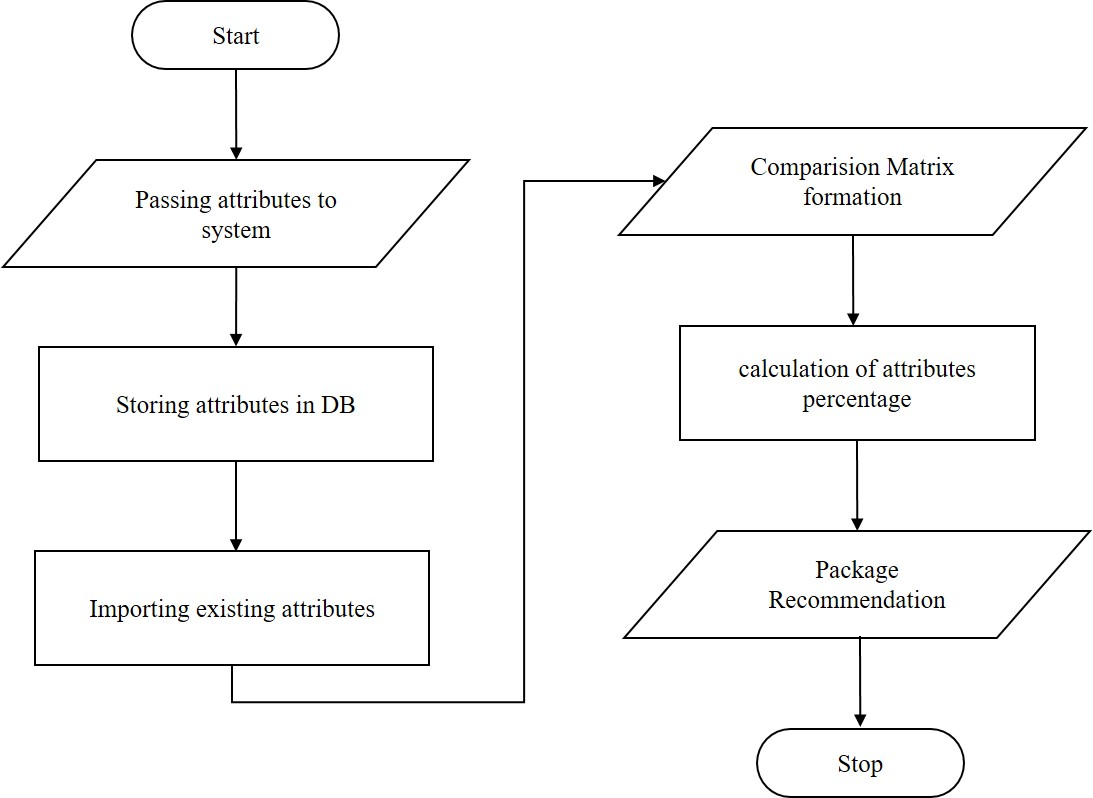 Start
Passing attributes to
system
Storing attributes in DB
Importing existing attributes
Comparision Matrix
formation
calculation of attributes
percentage
Package
Recommendation
Stop